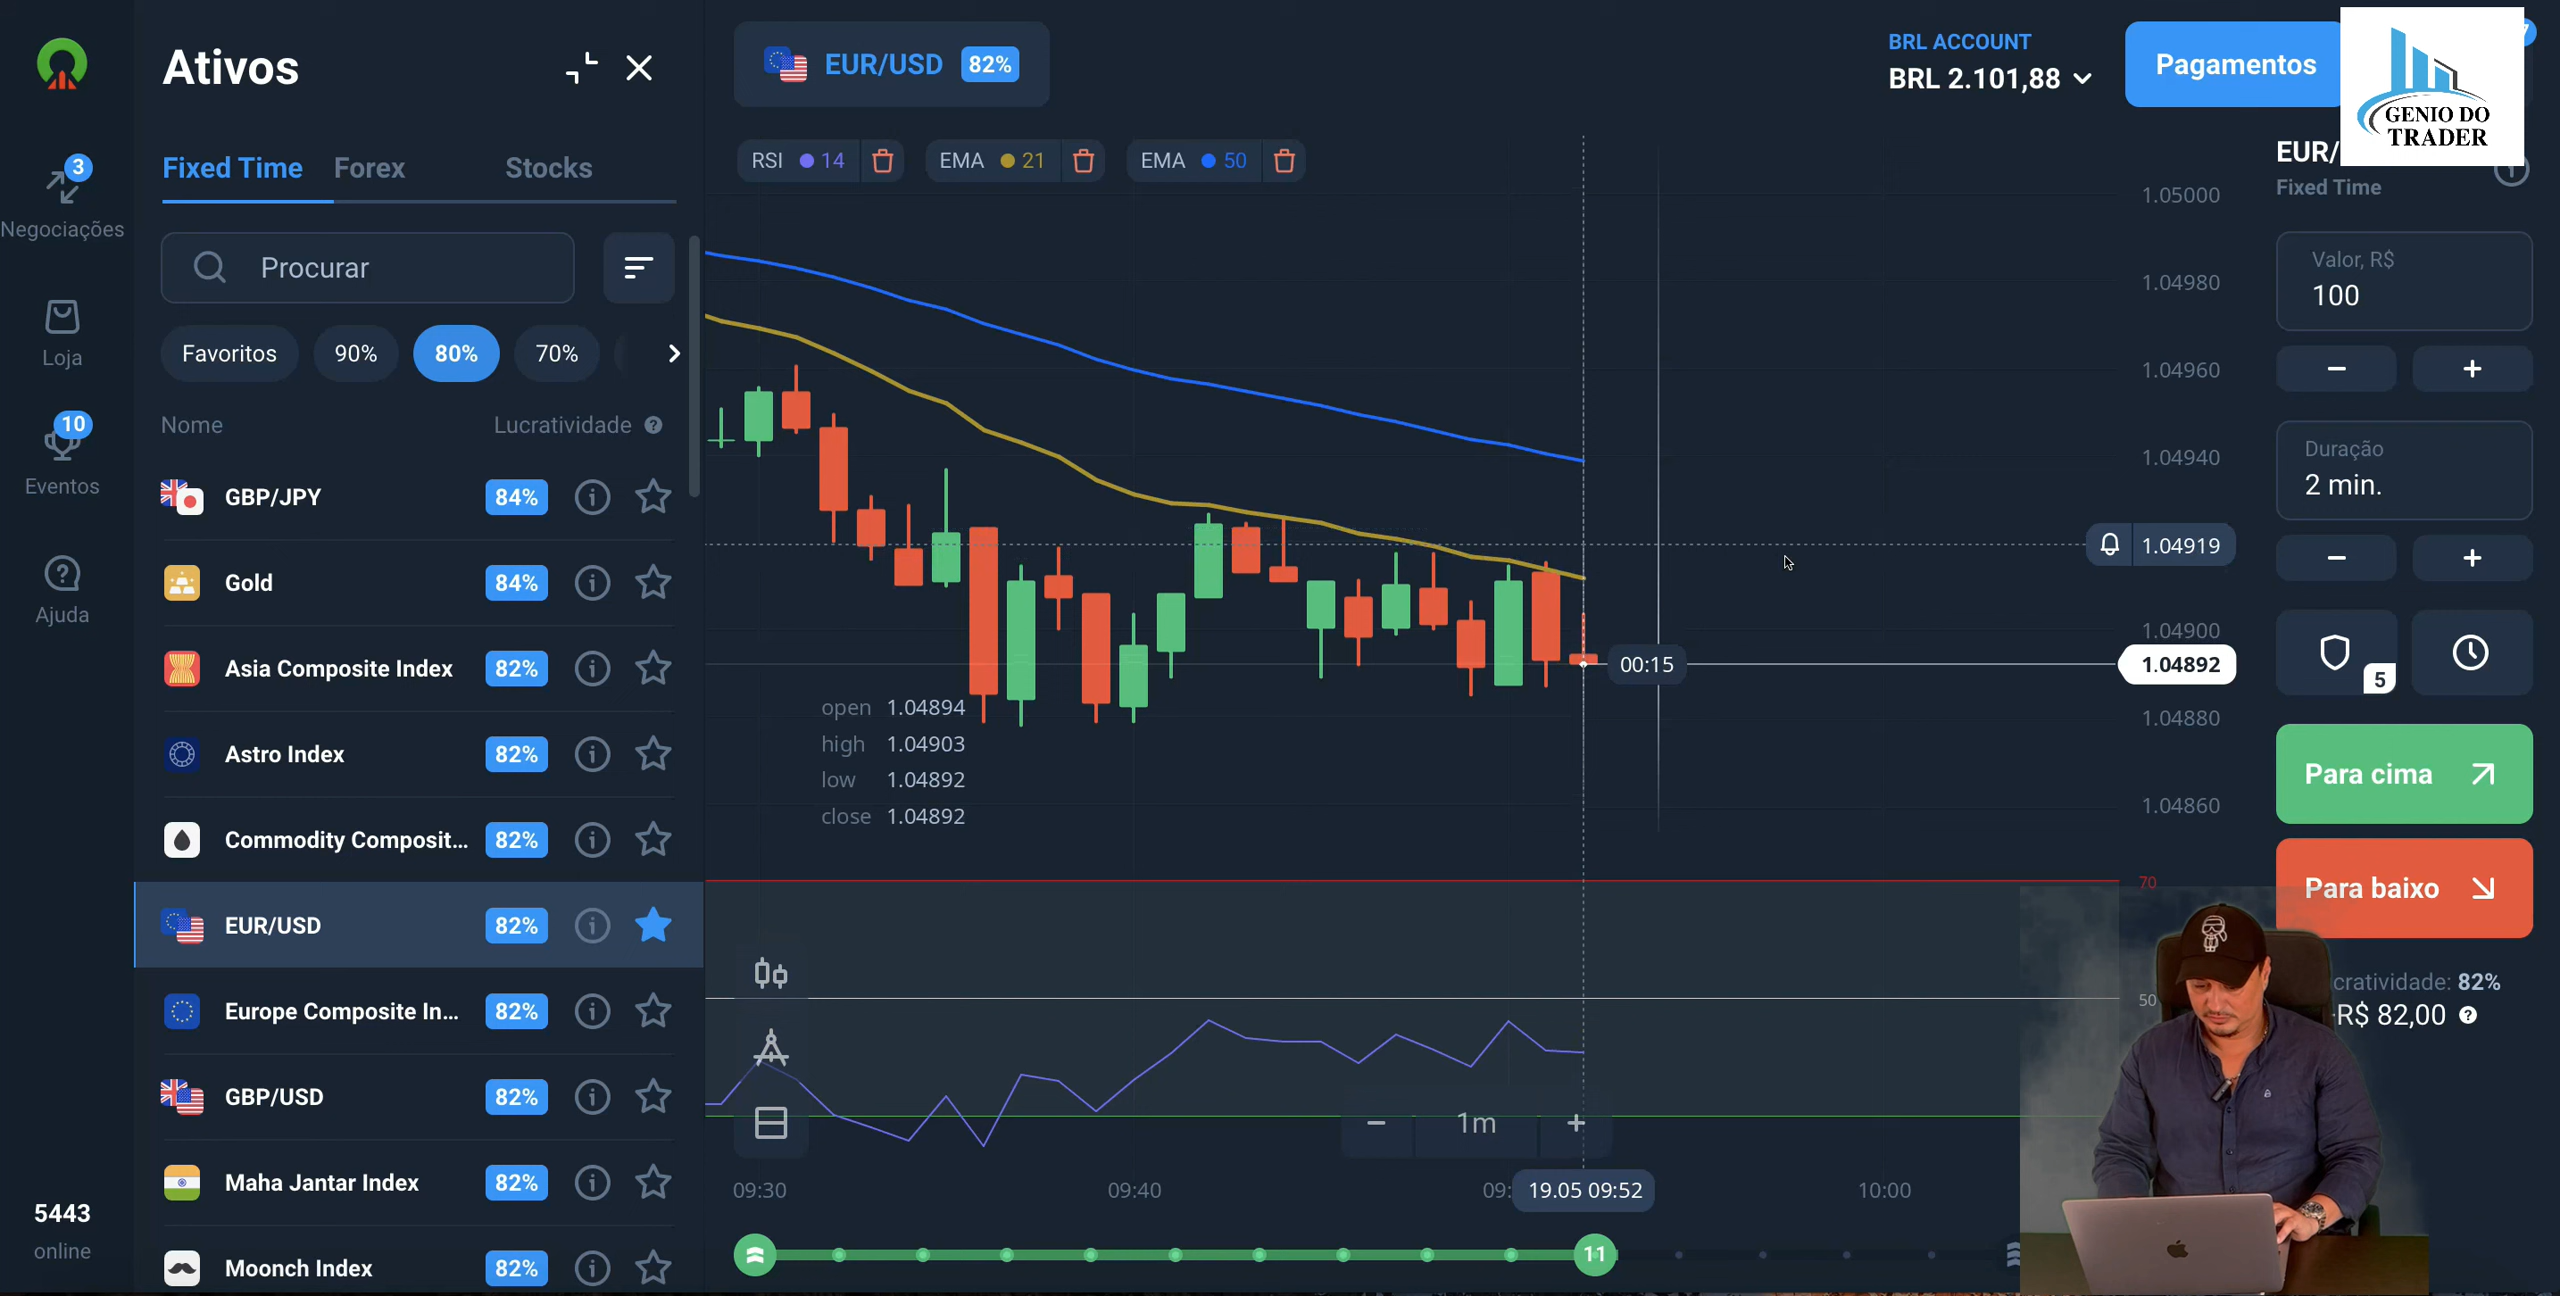 Ativos
EUR/USD 82%
BRL ACCOUNT
BRL 2.101,88
Pagamentos
7
GENIO DO
TRADER
3
Negociações
Loja
10
Eventos
Ajuda
5443
online
Fixed Time Forex Stocks
Procurar
Favoritos 90% 80% 70%
Nome Lucratividade ?
GBP/JPY 84%
Gold 84%
Asia Composite Index 82%
Astro Index 82%
Commodity Composit... 82%
EUR/USD 82%
Europe Composite In... 82%
GBP/USD 82%
Maha Jantar Index 82%
Moonch Index 82%
RSI 14 EMA 21 EMA 50
1.05000
1.04980
1.04960
1.04940
1.04919
1.04900
1.04892
1.04880
1.04860
00:15
open 1.04894
high 1.04903
low 1.04892
close 1.04892
70
50
1m
09:30 09:40 09: 19.05 09:52 10:00
11
EUR/
Fixed Time
Valor, R$
100
Duração
2 min.
5
Para cima
Para baixo
cratividade: 82%
R$ 82,00 ?